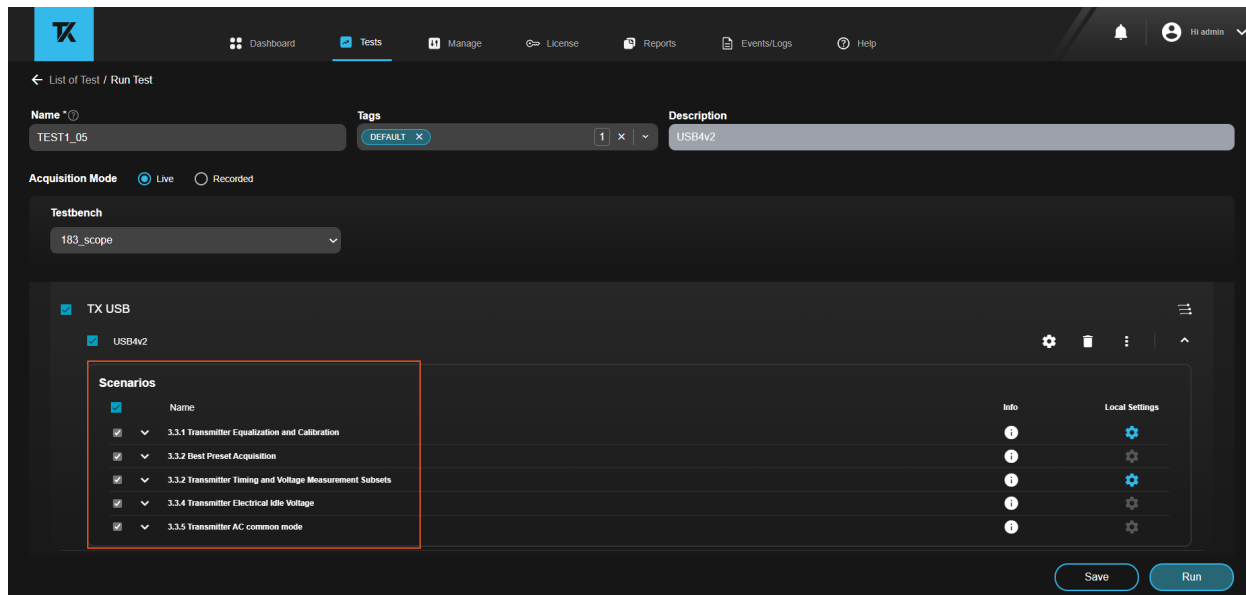 TK
Dashboard Tests Manage License Reports Events/Logs Help Hi admin
List of Test / Run Test
Name * Tags Description
TEST1_05 DEFAULT 1 USB4v2
Acquisition Mode Live Recorded
Testbench
183_scope
TX USB
USB4v2
Scenarios
Name Info Local Settings
3.3.1 Transmitter Equalization and Calibration
3.3.2 Best Preset Acquisition
3.3.2 Transmitter Timing and Voltage Measurement Subsets
3.3.4 Transmitter Electrical Idle Voltage
3.3.5 Transmitter AC common mode
Save Run